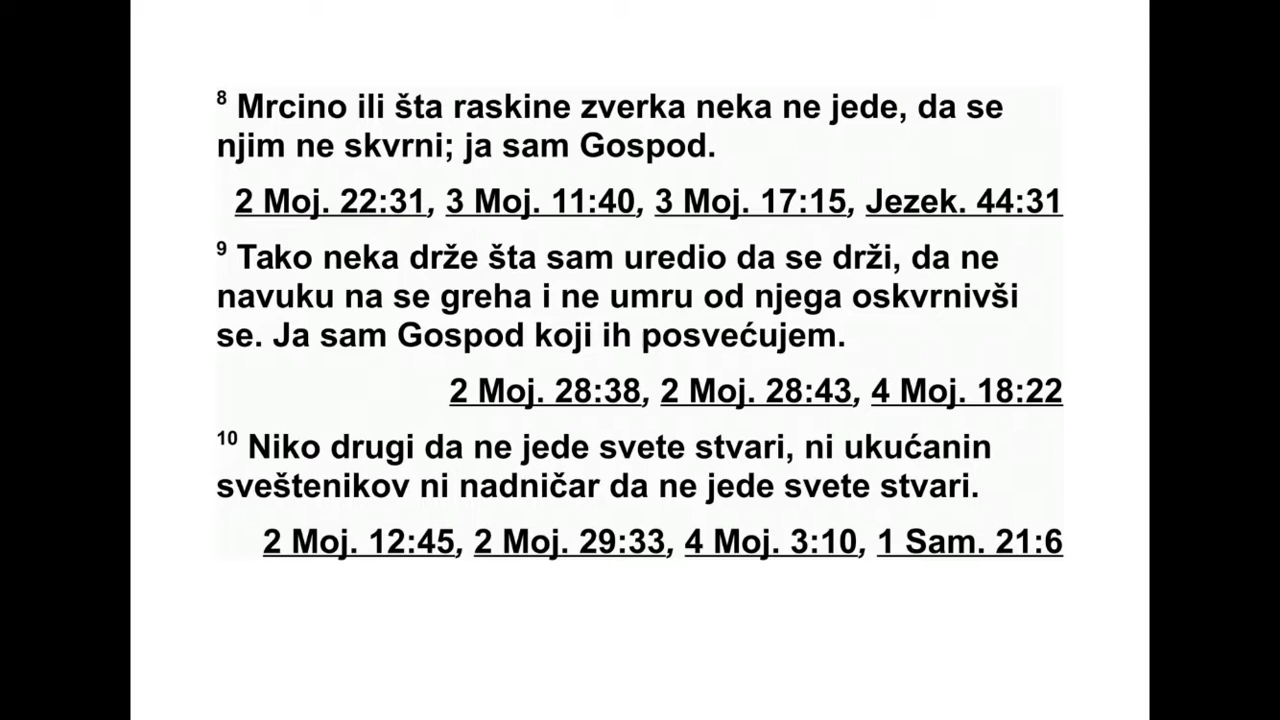 8 Mrcino ili šta raskine zverka neka ne jede, da se
njim ne skvrni; ja sam Gospod.
2 Moj. 22:31, 3 Moj. 11:40, 3 Moj. 17:15, Jezek. 44:31
9 Tako neka drže šta sam uredio da se drži, da ne
navuku na se greha i ne umru od njega oskvrnivši
se. Ja sam Gospod koji ih posvećujem.
2 Moj. 28:38, 2 Moj. 28:43, 4 Moj. 18:22
10 Niko drugi da ne jede svete stvari, ni ukućanin
sveštenikov ni nadničar da ne jede svete stvari.
2 Moj. 12:45, 2 Moj. 29:33, 4 Moj. 3:10, 1 Sam. 21:6